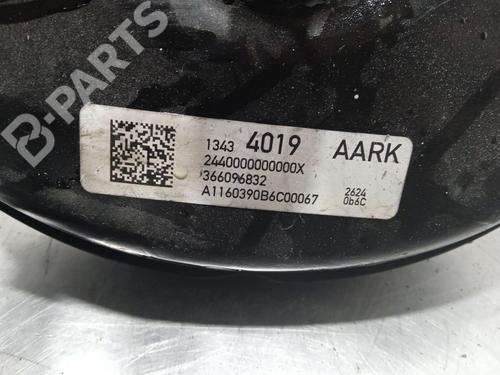 B-PARTS
1343 4019 AARK
2440000000000X
366096832
A1160390B6C00067
2624
0b6C